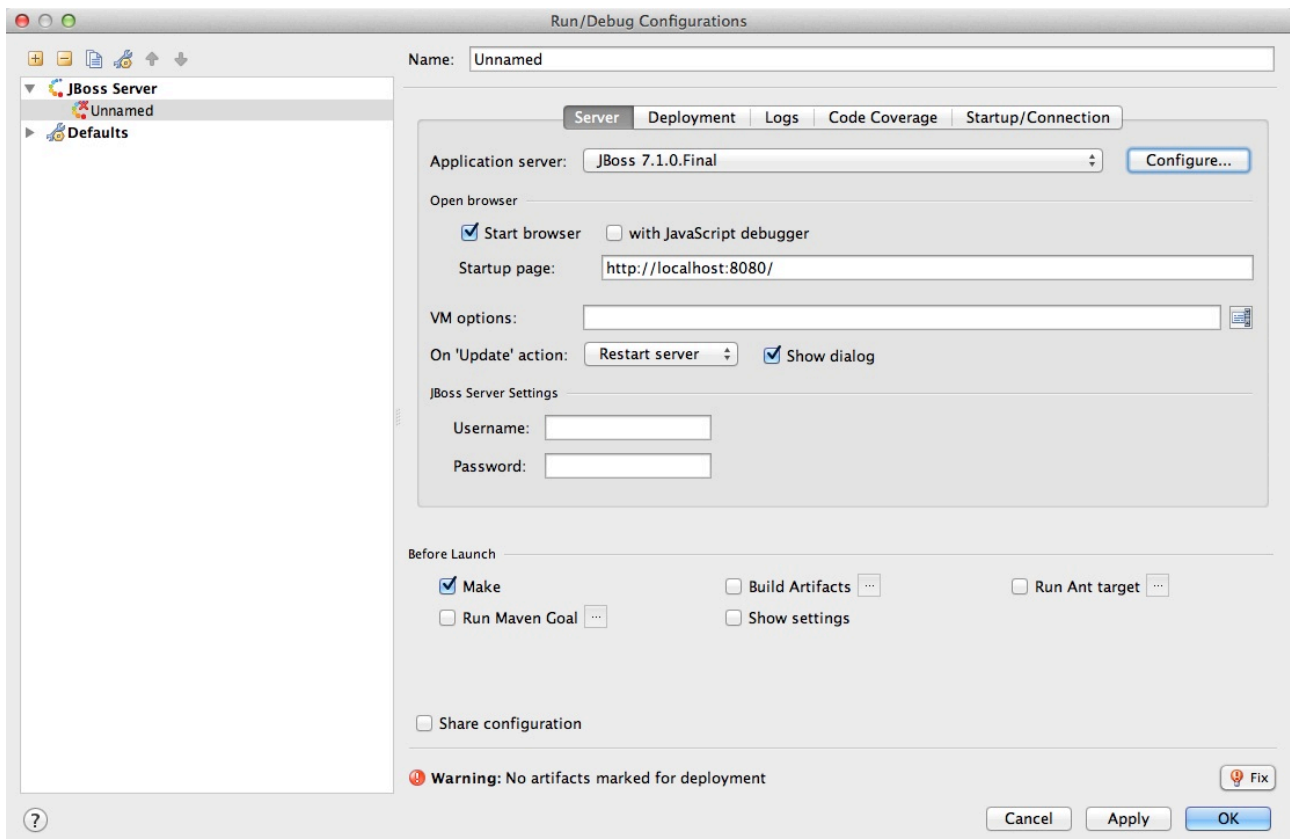 Run/Debug Configurations
JBoss Server
Unnamed
Defaults
Name: Unnamed
Server Deployment Logs Code Coverage Startup/Connection
Application server: JBoss 7.1.0.Final Configure...
Open browser
Start browser with JavaScript debugger
Startup page: http://localhost:8080/
VM options:
On 'Update' action: Restart server Show dialog
JBoss Server Settings
Username:
Password:
Before Launch
Make Build Artifacts ... Run Ant target ...
Run Maven Goal ... Show settings
Share configuration
Warning: No artifacts marked for deployment Fix
? Cancel Apply OK